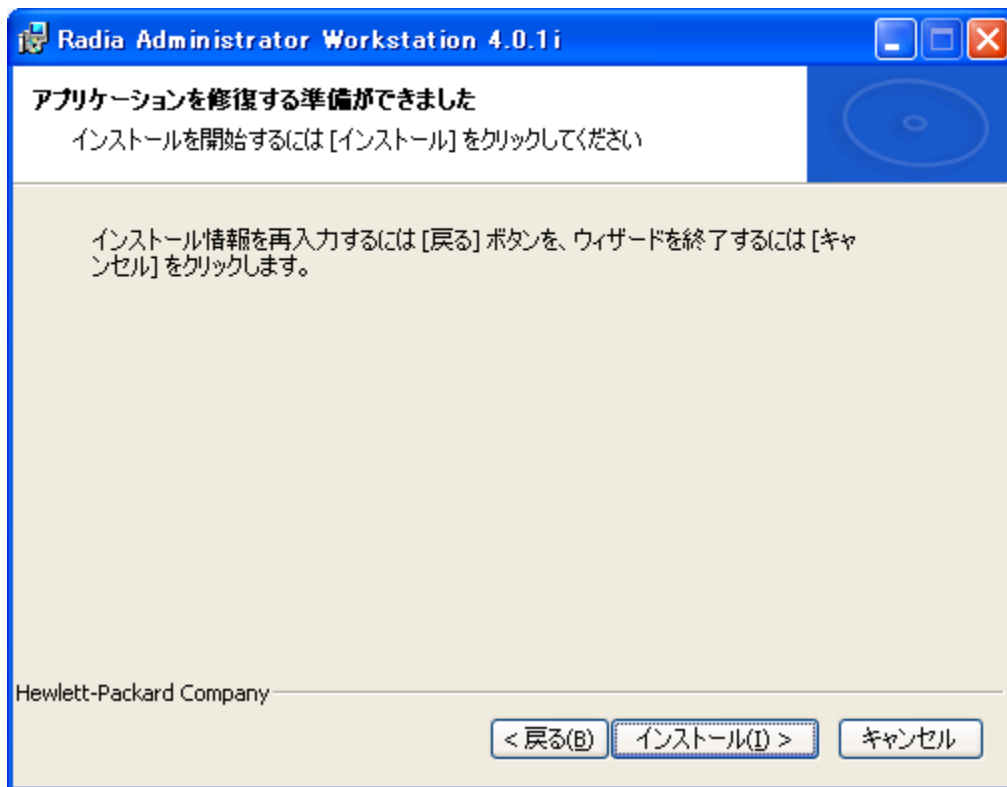 Radia Administrator Workstation 4.0.1i
アプリケーションを修復する準備ができました
インストールを開始するには [インストール] をクリックしてください
インストール情報を再入力するには [戻る] ボタンを、ウィザードを終了するには [キャ
ンセル] をクリックします。
Hewlett-Packard Company
< 戻る(B)
インストール(I) >
キャンセル